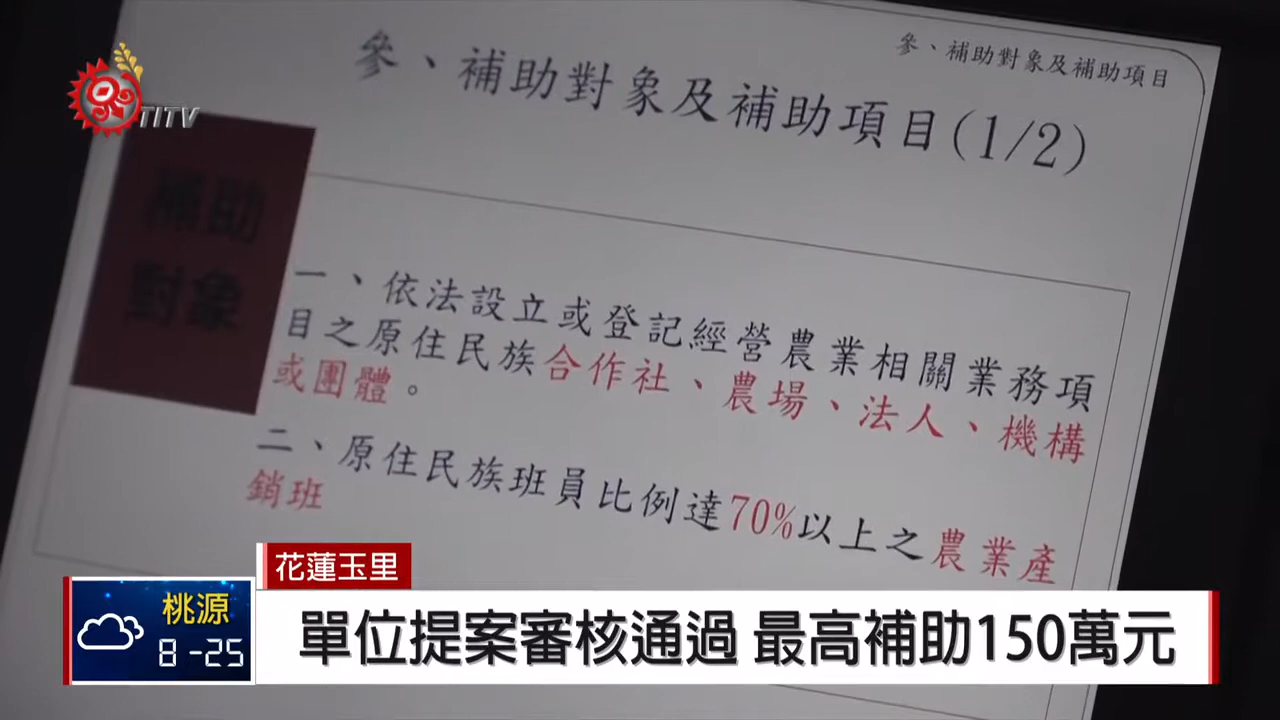 參、補助對象及補助項目
參、補助對象及補助項目(1/2)
TITV
補助
對象
一、依法設立或登記經營農業相關業務項
目之原住民族合作社、農場、法人、機構
或團體。
二、原住民族班員比例達70%以上之農業產
銷班
花蓮玉里
桃源
8-25
單位提案審核通過 最高補助150萬元